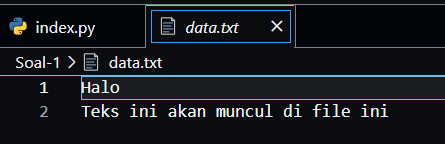 index.py data.txt
Soal-1 > data.txt
1 Halo
2 Teks ini akan muncul di file ini